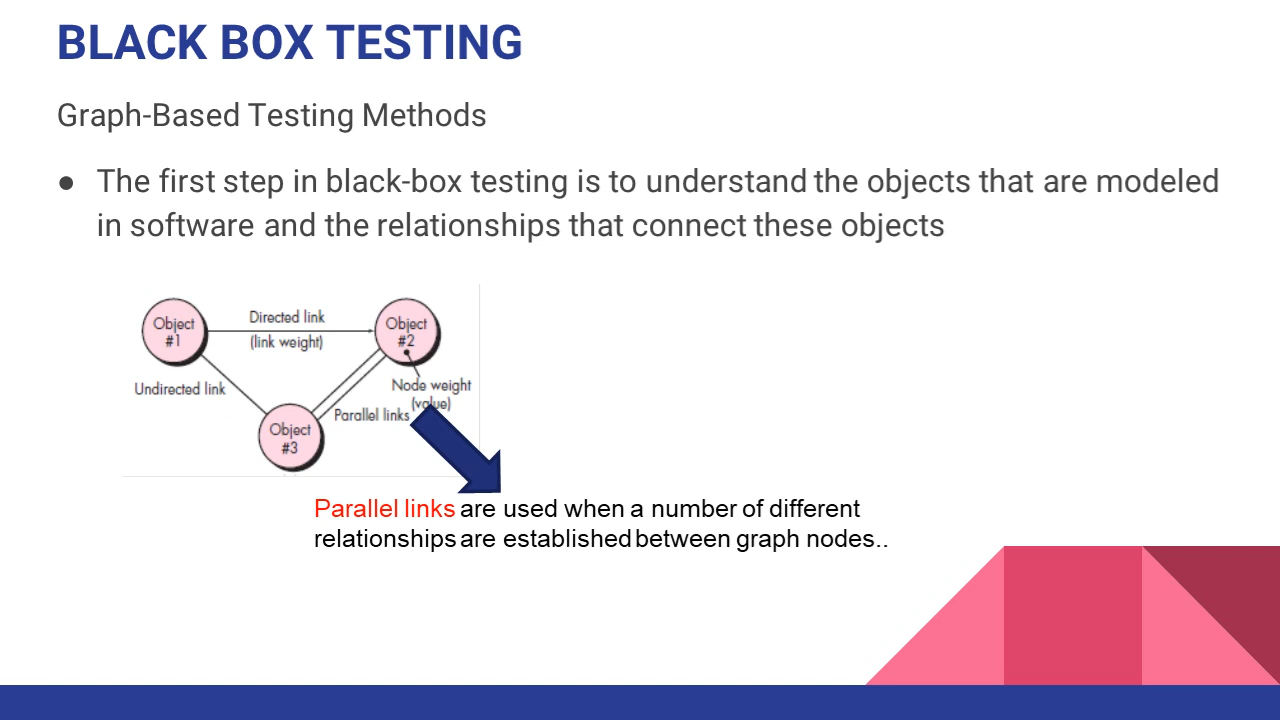 BLACK BOX TESTING
Graph-Based Testing Methods
● The first step in black-box testing is to understand the objects that are modeled
in software and the relationships that connect these objects
Object
#1
Directed link
(link weight)
Object
#2
Undirected link
Node weight
(value)
Parallel links
Object
#3
Parallel links are used when a number of different
relationships are established between graph nodes..